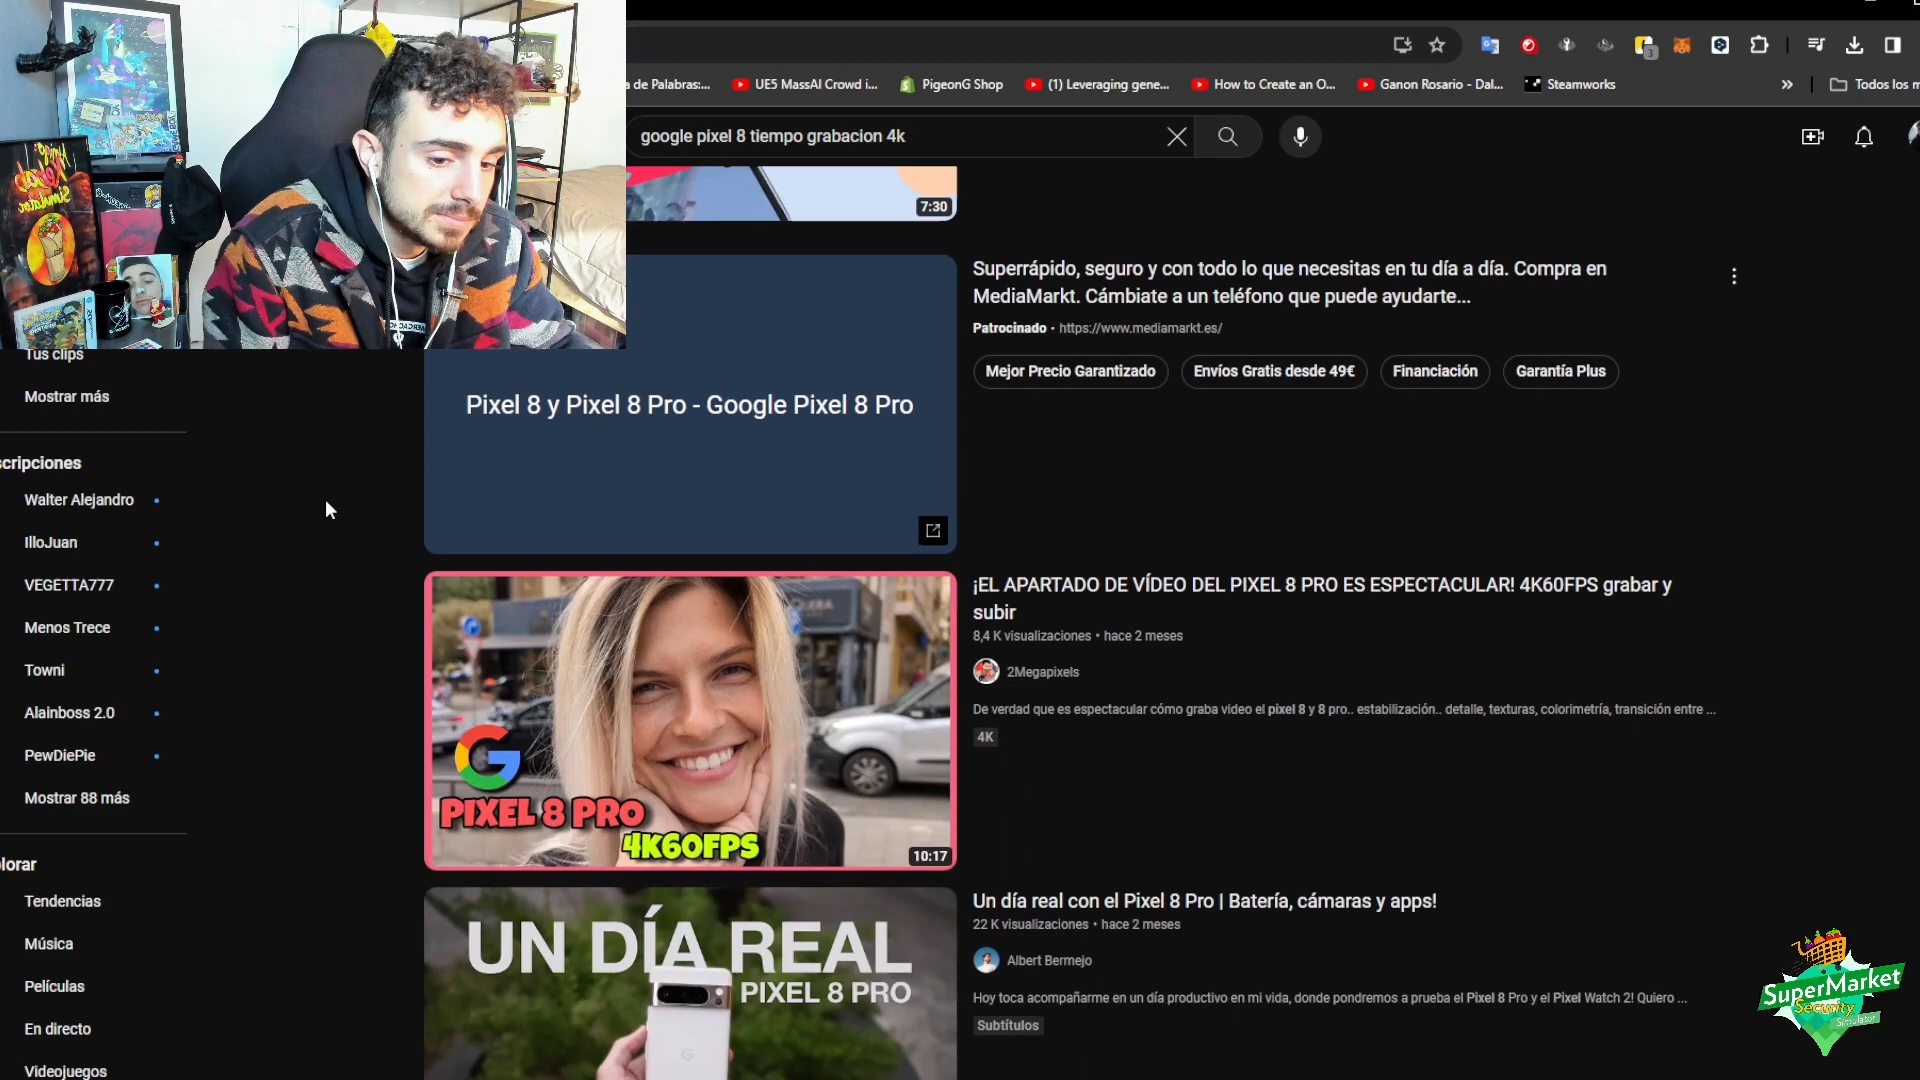 de Palabras:...
UE5 MassAI Crowd i...
PigeonG Shop
(1) Leveraging gene...
How to Create an O...
Ganon Rosario - Dal...
Steamworks
»
Todos los m
3
google pixel 8 tiempo grabacion 4k
7:30
Tus clips
Mostrar más
scripciones
Walter Alejandro
IlloJuan
VEGETTA777
Menos Trece
Towni
Alainboss 2.0
PewDiePie
Mostrar 88 más
lorar
Tendencias
Música
Películas
En directo
Videojuegos
Pixel 8 y Pixel 8 Pro - Google Pixel 8 Pro
Superrápido, seguro y con todo lo que necesitas en tu día a día. Compra en
MediaMarkt. Cámbiate a un teléfono que puede ayudarte...
Patrocinado · https://www.mediamarkt.es/
Mejor Precio Garantizado
Envíos Gratis desde 49€
Financiación
Garantía Plus
PIXEL 8 PRO
4K60FPS
10:17
¡EL APARTADO DE VÍDEO DEL PIXEL 8 PRO ES ESPECTACULAR! 4K60FPS grabar y
subir
8,4 K visualizaciones • hace 2 meses
2Megapixels
De verdad que es espectacular cómo graba video el pixel 8 y 8 pro.. estabilización.. detalle, texturas, colorimetría, transición entre ...
4K
UN DÍA REAL
PIXEL 8 PRO
Un día real con el Pixel 8 Pro | Batería, cámaras y apps!
22 K visualizaciones • hace 2 meses
Albert Bermejo
Hoy toca acompañarme en un día productivo en mi vida, donde pondremos a prueba el Pixel 8 Pro y el Pixel Watch 2! Quiero ...
Subtítulos
SuperMarket
Security
Simulator